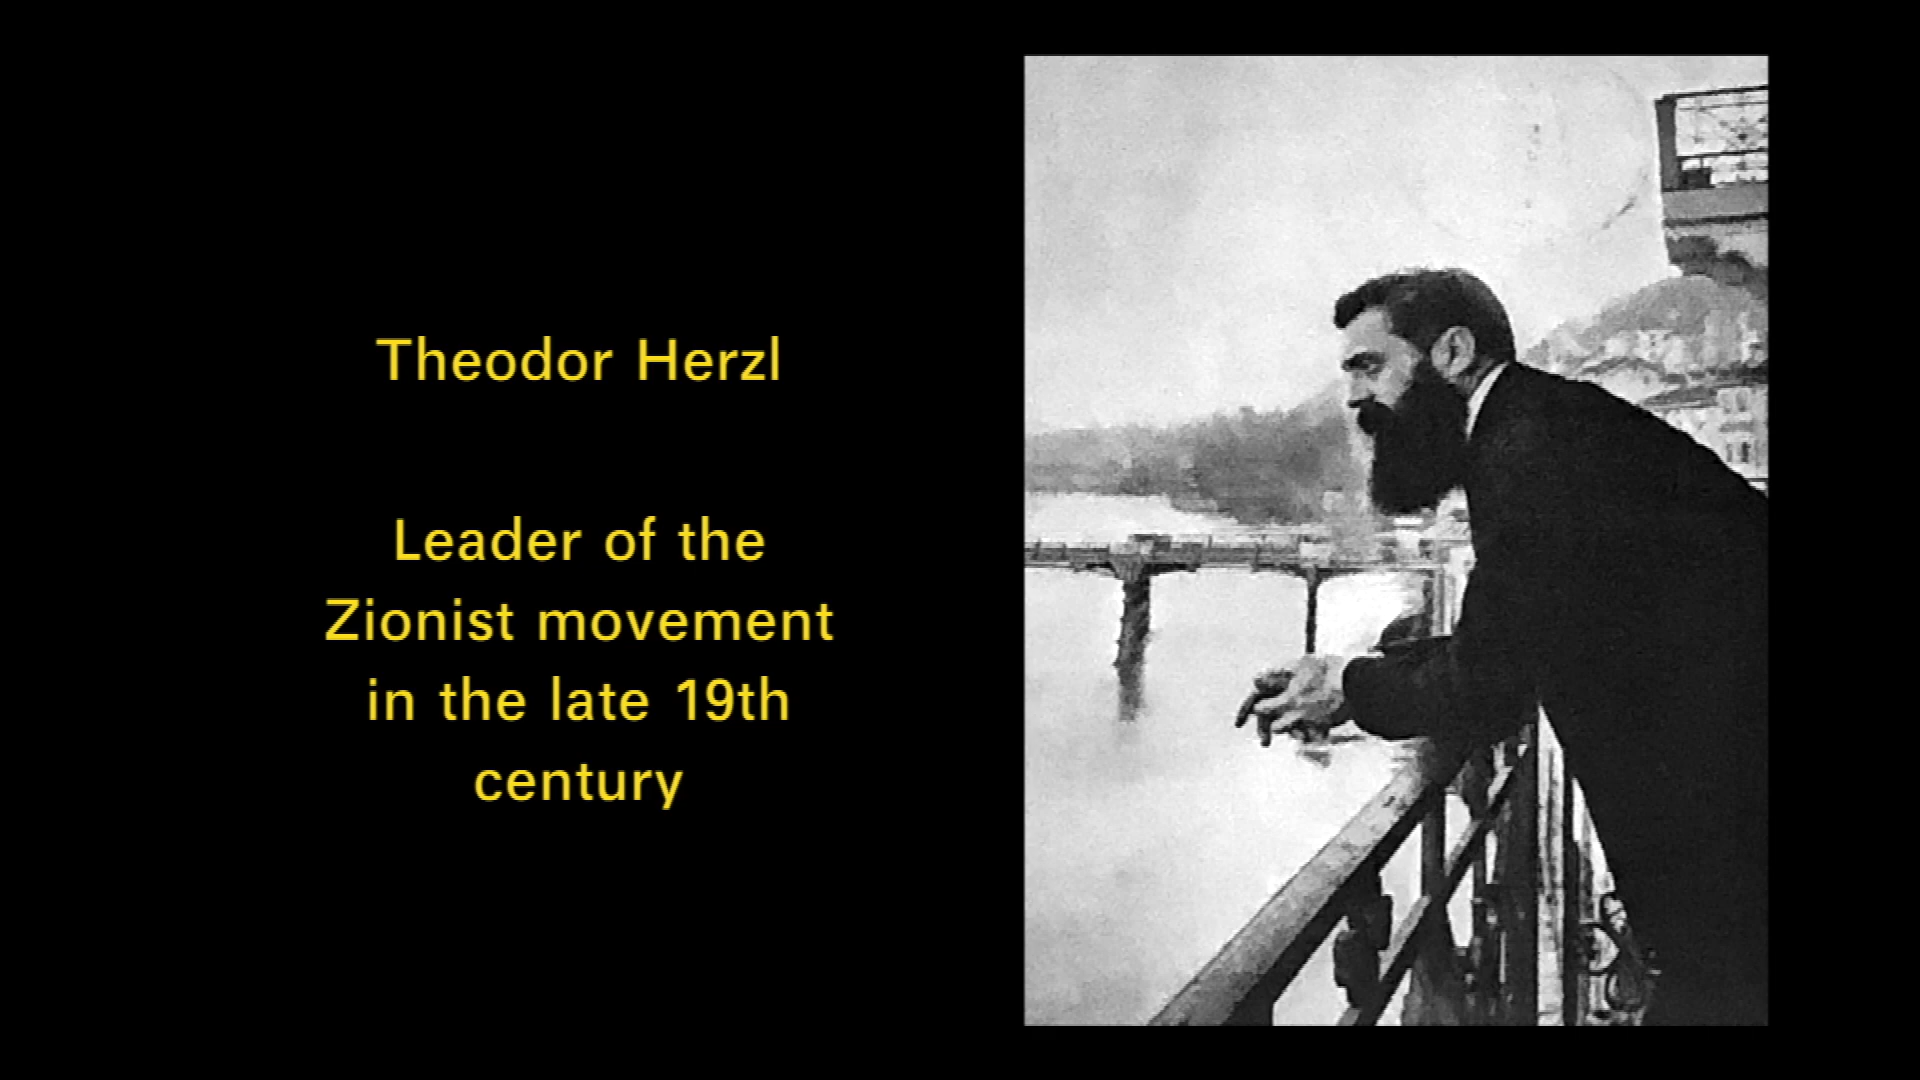 Theodor Herzl
Leader of the
Zionist movement
in the late 19th
century